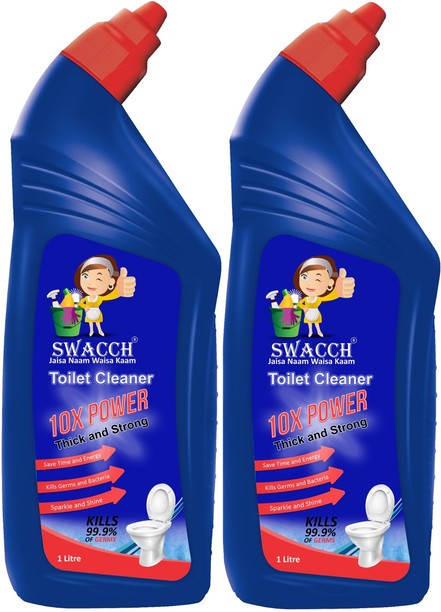 SWACCH®
Jaisa Naam Waisa Kaam
Toilet Cleaner
10X POWER
Thick and Strong
Save Time and Energy
Kills Germs and Bacteria
Sparkle and Shine
KILLS
99.9%
OF GERMS
1 Litre
SWACCH®
Jaisa Naam Waisa Kaam
Toilet Cleaner
10X POWER
Thick and Strong
Save Time and Energy
Kills Germs and Bacteria
Sparkle and Shine
KILLS
99.9%
OF GERMS
1 Litre